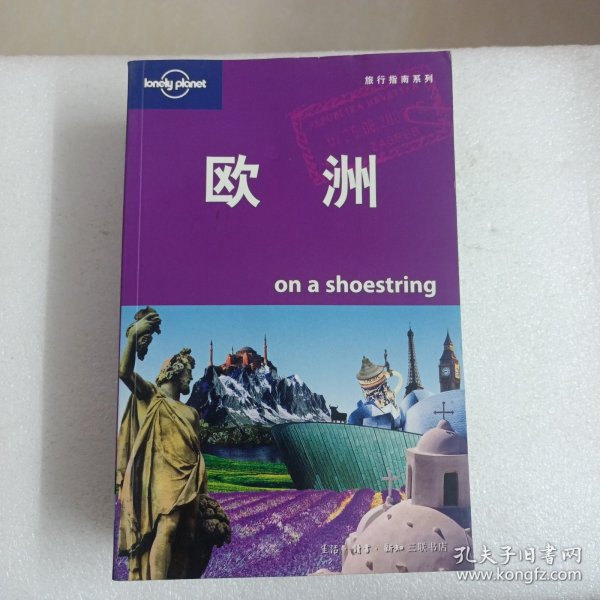 lonely planet
旅行指南系列
ZAGREB
欧 洲
on a shoestring
生活·读书·新知三联书店
孔夫子旧书网
www.kongfz.com